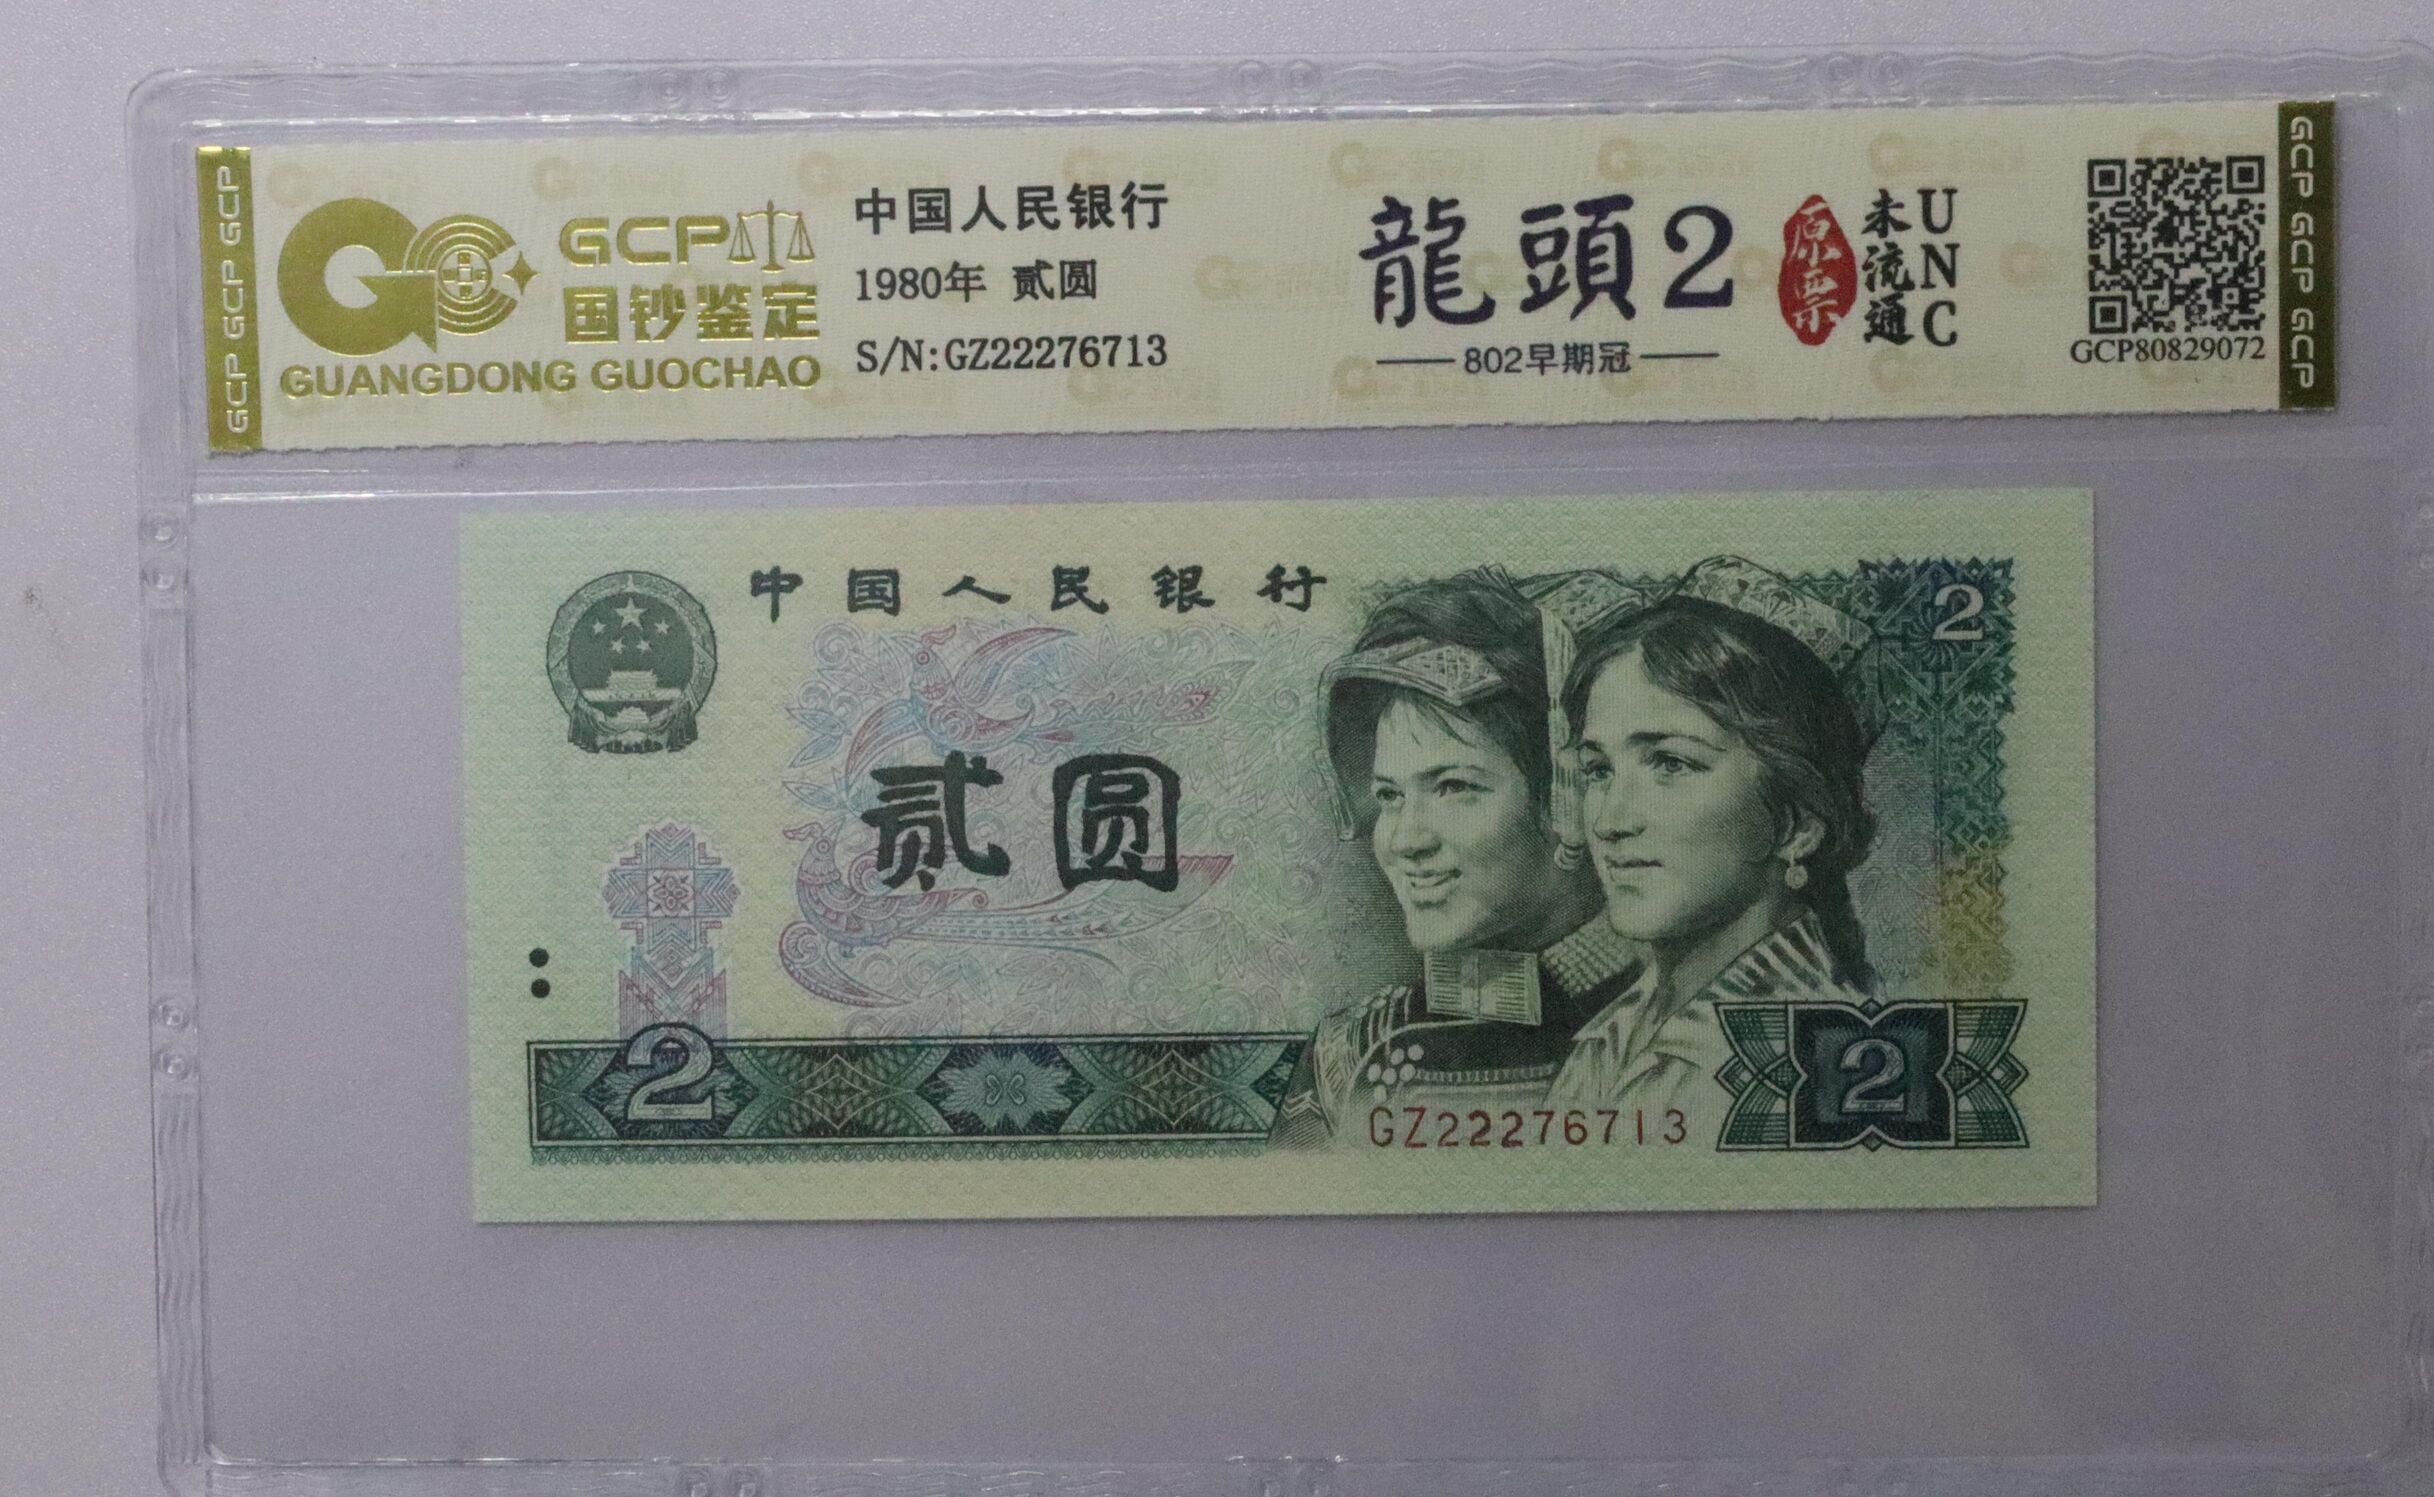 GCP GCP GCP
GCP
国钞鉴定
GUANGDONG GUOCHAO
中国人民银行
1980年 贰圆
S/N:GZ22276713
龍頭2
802早期冠
原票
未流通
UNC
GCP80829072
GCP GCP GCP
中国人民银行
2
贰圆
2
2
GZ22276713